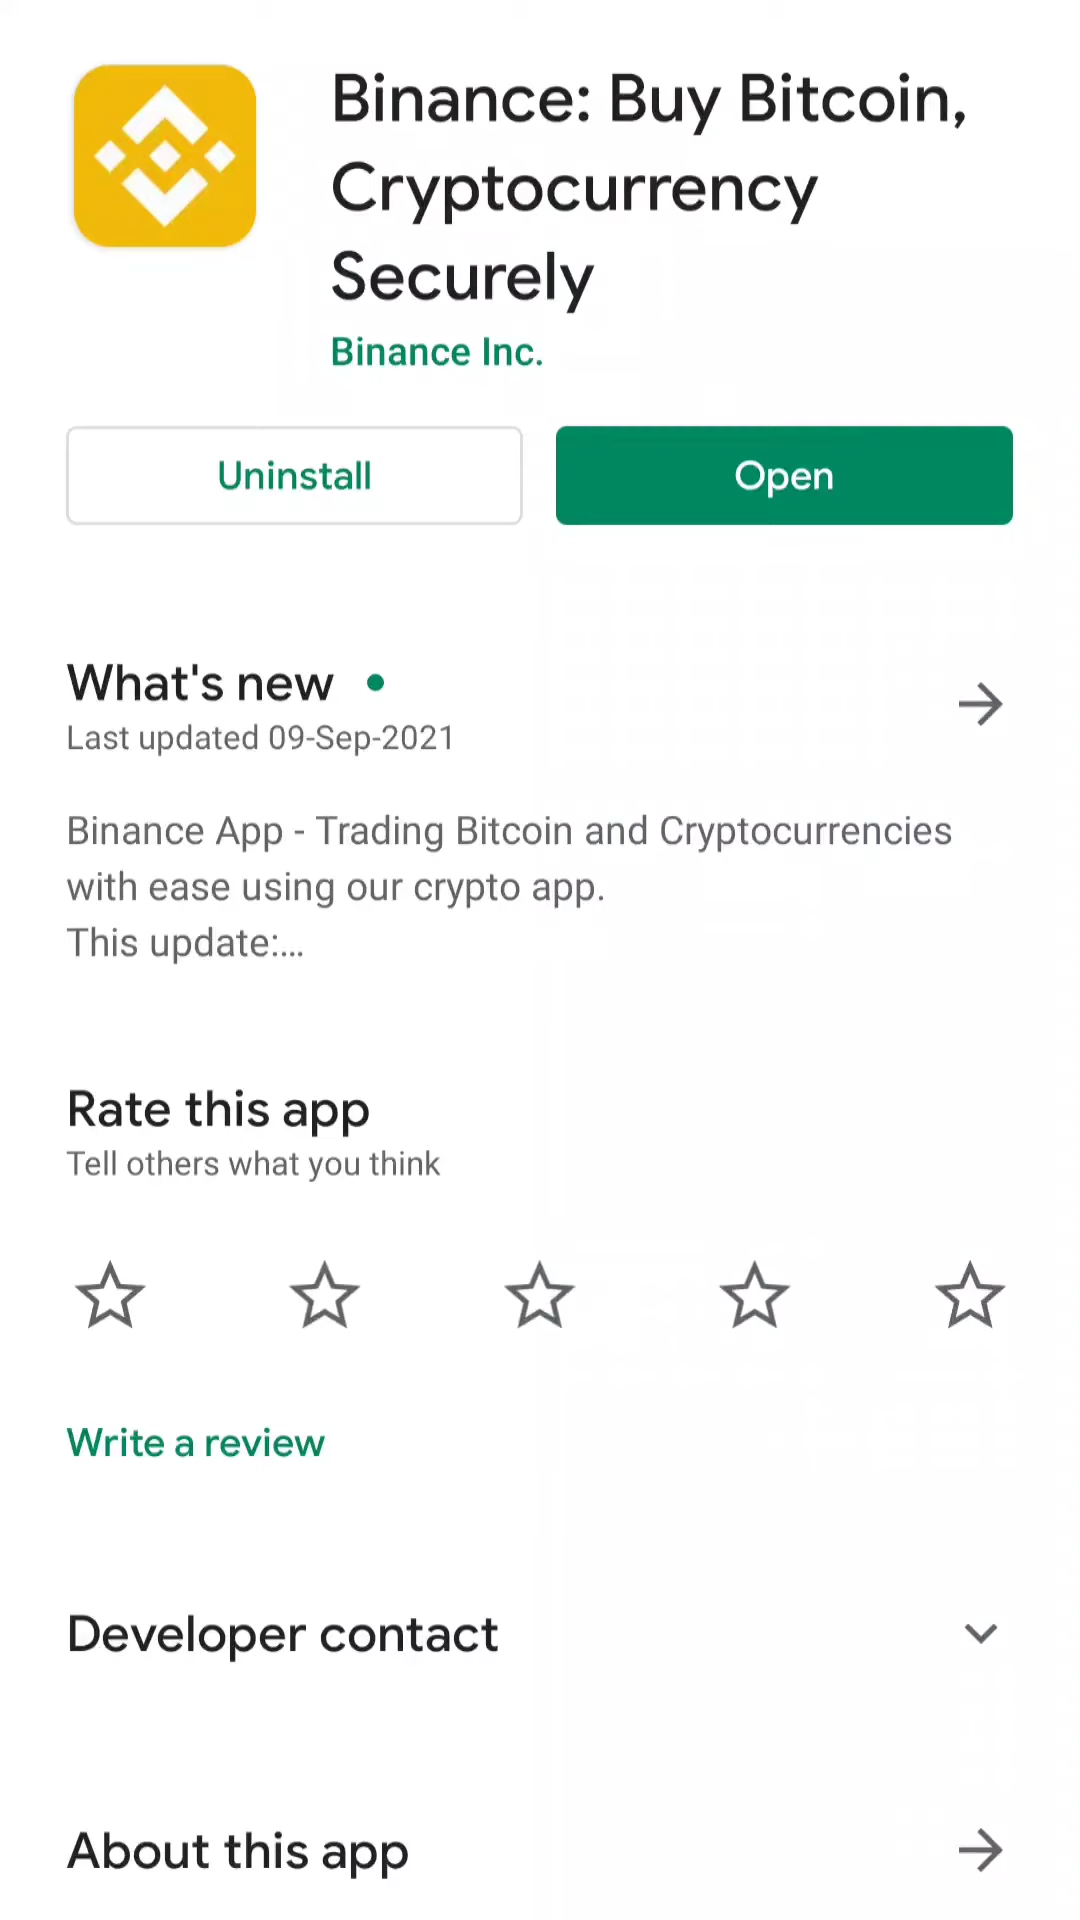 Binance: Buy Bitcoin,
Cryptocurrency
Securely
Binance Inc.
Uninstall
Open
What's new
Last updated 09-Sep-2021
Binance App - Trading Bitcoin and Cryptocurrencies
with ease using our crypto app.
This update:...
Rate this app
Tell others what you think
Write a review
Developer contact
About this app